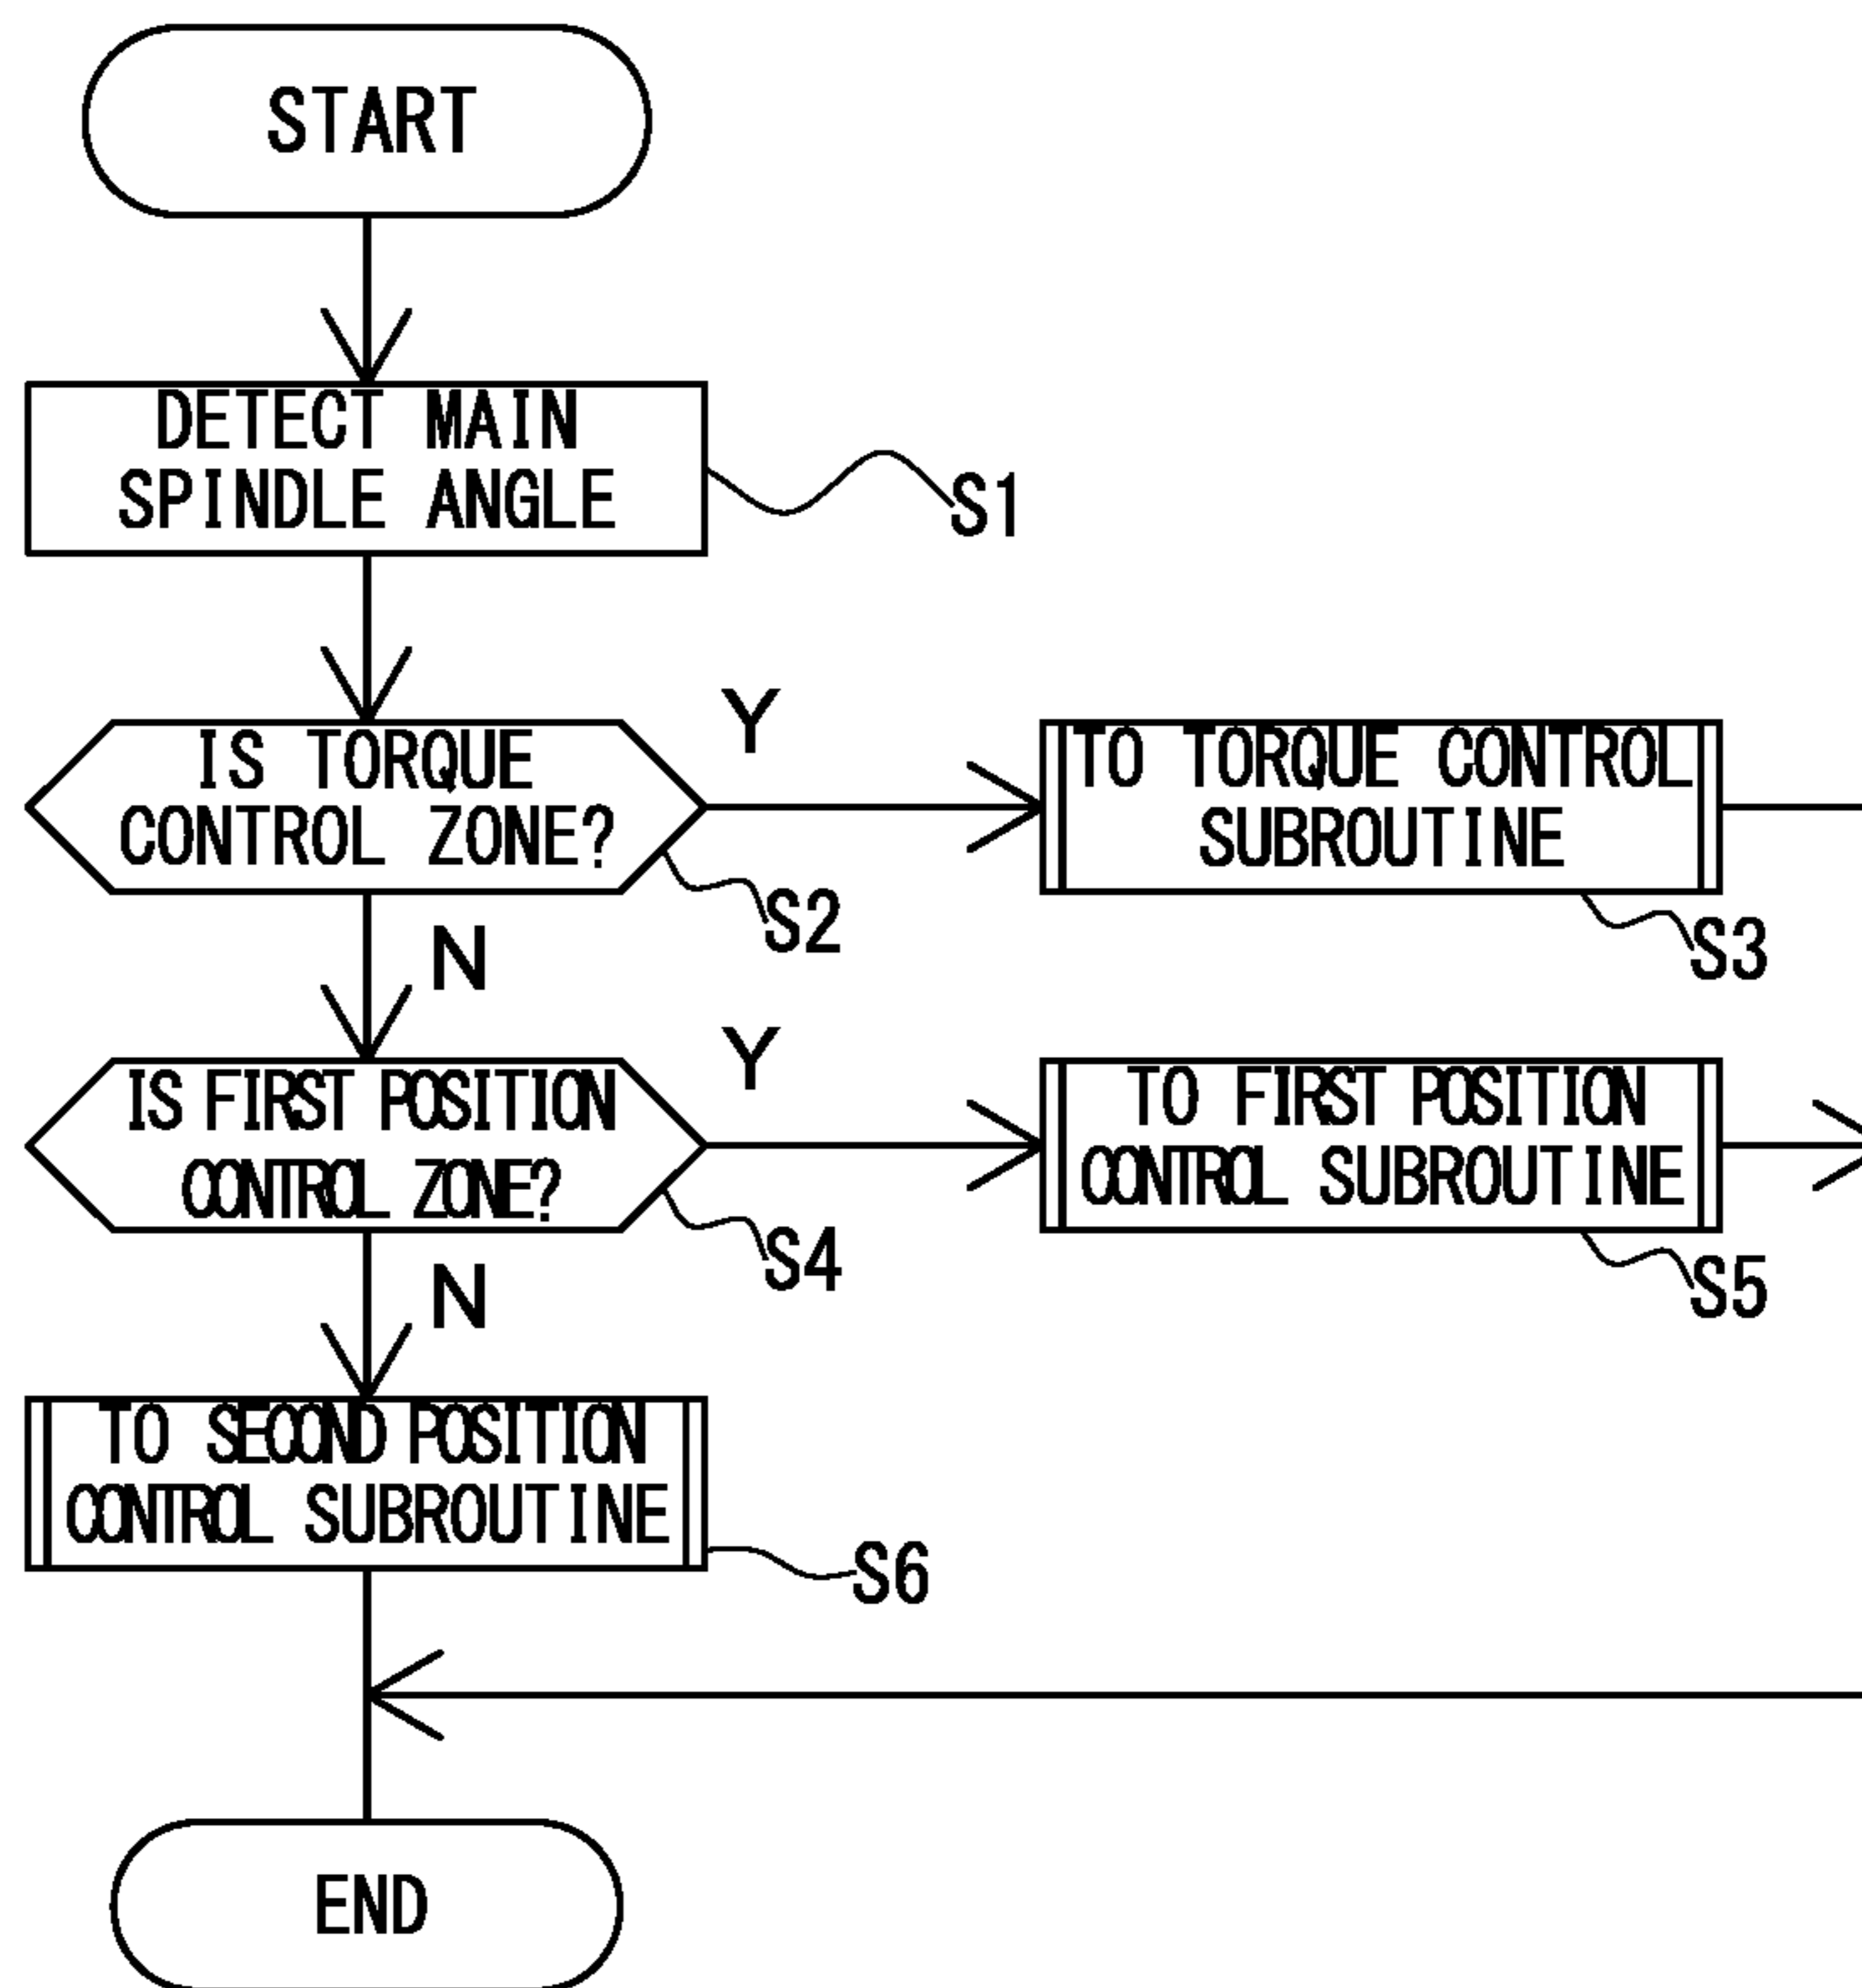 START
DETECT MAIN
SPINDLE ANGLE
S1
IS TORQUE
CONTROL ZONE?
Y
S2
N
TO TORQUE CONTROL
SUBROUTINE
S3
IS FIRST POSITION
CONTROL ZONE?
Y
S4
N
TO FIRST POSITION
CONTROL SUBROUTINE
S5
TO SECOND POSITION
CONTROL SUBROUTINE
S6
END